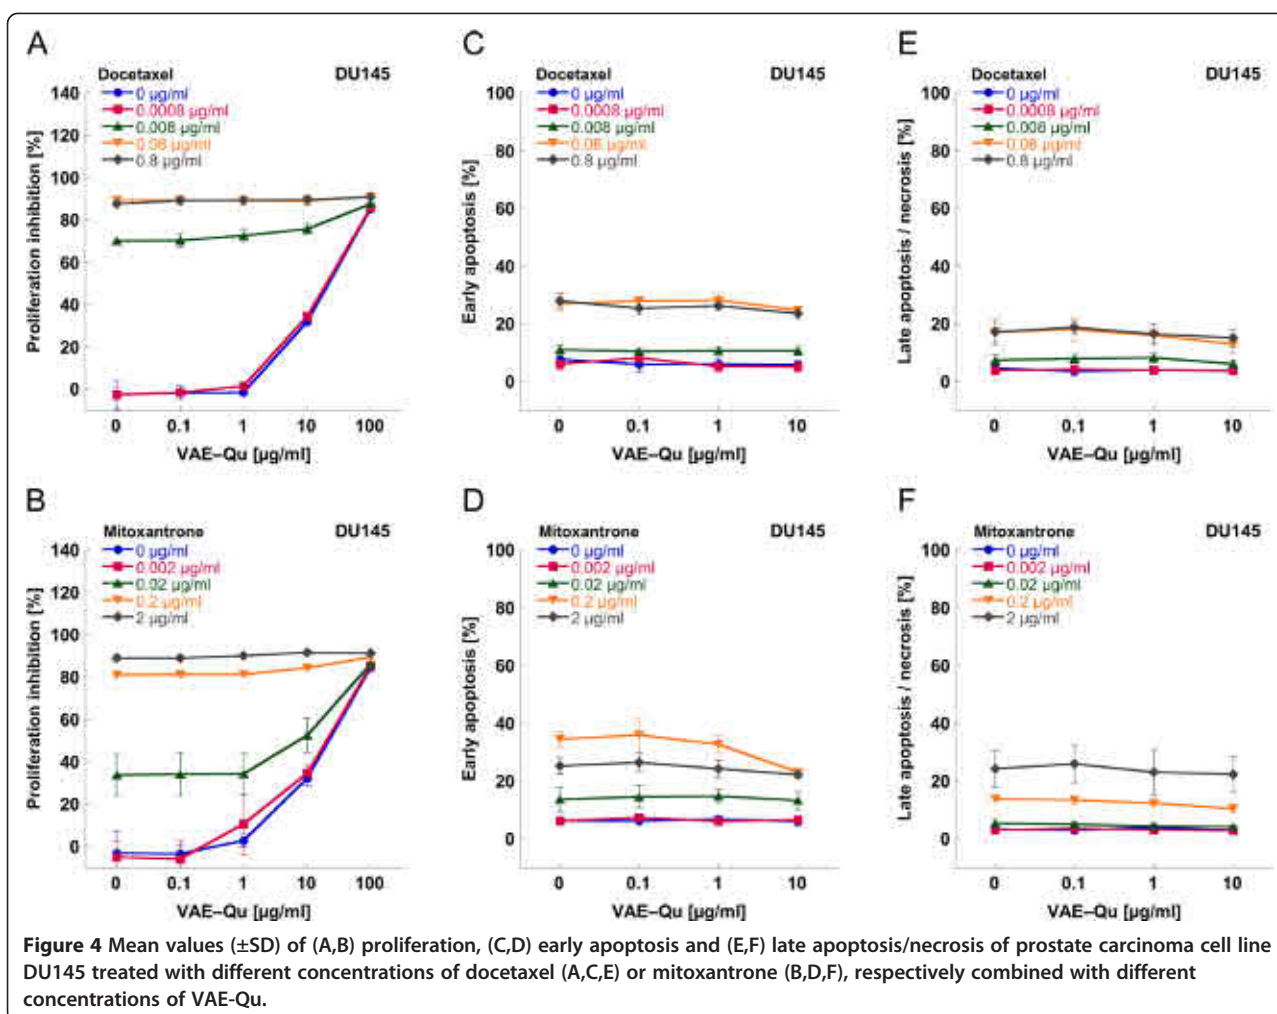 A
Docetaxel DU145
0 µg/ml
0.0008 µg/ml
0.008 µg/ml
0.08 µg/ml
0.8 µg/ml
Proliferation inhibition [%]
140
120
100
80
60
40
20
0
0 0.1 1 10 100
VAE–Qu [µg/ml]
C
Docetaxel DU145
0 µg/ml
0.0008 µg/ml
0.008 µg/ml
0.08 µg/ml
0.8 µg/ml
Early apoptosis [%]
100
80
60
40
20
0
0 0.1 1 10
VAE–Qu [µg/ml]
E
Docetaxel DU145
0 µg/ml
0.0008 µg/ml
0.008 µg/ml
0.08 µg/ml
0.8 µg/ml
Late apoptosis / necrosis [%]
100
80
60
40
20
0
0 0.1 1 10
VAE–Qu [µg/ml]
B
Mitoxantrone DU145
0 µg/ml
0.002 µg/ml
0.02 µg/ml
0.2 µg/ml
2 µg/ml
Proliferation inhibition [%]
140
120
100
80
60
40
20
0
0 0.1 1 10 100
VAE–Qu [µg/ml]
D
Mitoxantrone DU145
0 µg/ml
0.002 µg/ml
0.02 µg/ml
0.2 µg/ml
2 µg/ml
Early apoptosis [%]
100
80
60
40
20
0
0 0.1 1 10
VAE–Qu [µg/ml]
F
Mitoxantrone DU145
0 µg/ml
0.002 µg/ml
0.02 µg/ml
0.2 µg/ml
2 µg/ml
Late apoptosis / necrosis [%]
100
80
60
40
20
0
0 0.1 1 10
VAE–Qu [µg/ml]
Figure 4 Mean values (±SD) of (A,B) proliferation, (C,D) early apoptosis and (E,F) late apoptosis/necrosis of prostate carcinoma cell line
DU145 treated with different concentrations of docetaxel (A,C,E) or mitoxantrone (B,D,F), respectively combined with different
concentrations of VAE-Qu.